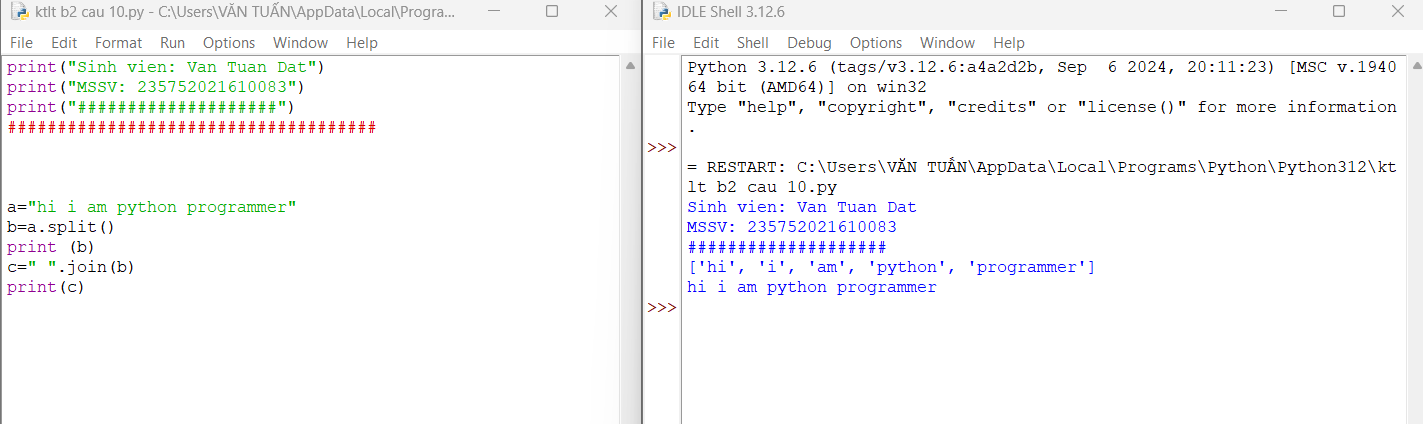 ktlt b2 cau 10.py - C:\Users\VĂN TUẤN\AppData\Local\Progra...
File Edit Format Run Options Window Help
print("Sinh vien: Van Tuan Dat")
print("MSSV: 235752021610083")
print("####################")
#####################################
a="hi i am python programmer"
b=a.split()
print (b)
c=" ".join(b)
print(c)
IDLE Shell 3.12.6
File Edit Shell Debug Options Window Help
Python 3.12.6 (tags/v3.12.6:a4a2d2b, Sep  6 2024, 20:11:23) [MSC v.1940
64 bit (AMD64)] on win32
Type "help", "copyright", "credits" or "license()" for more information
.
>>>
= RESTART: C:\Users\VĂN TUẤN\AppData\Local\Programs\Python\Python312\kt
lt b2 cau 10.py
Sinh vien: Van Tuan Dat
MSSV: 235752021610083
####################
['hi', 'i', 'am', 'python', 'programmer']
hi i am python programmer
>>>